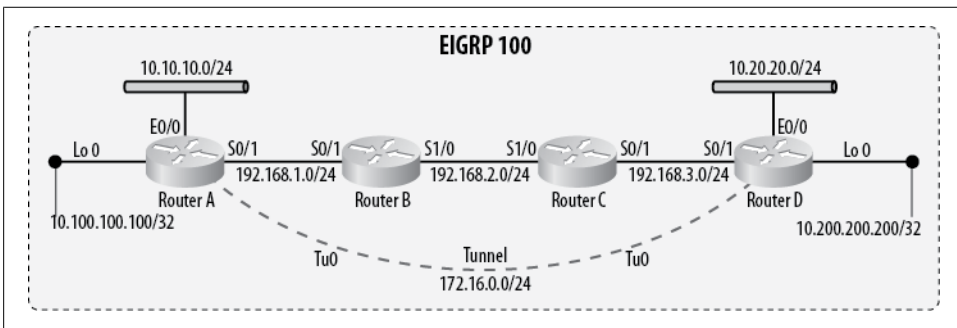 EIGRP 100
10.10.10.0/24
10.20.20.0/24
E0/0
E0/0
Lo 0
S0/1
S0/1
S1/0
S1/0
S0/1
S0/1
Lo 0
192.168.1.0/24
192.168.2.0/24
192.168.3.0/24
Router A
Router B
Router C
Router D
10.100.100.100/32
10.200.200.200/32
Tu0
Tunnel
Tu0
172.16.0.0/24